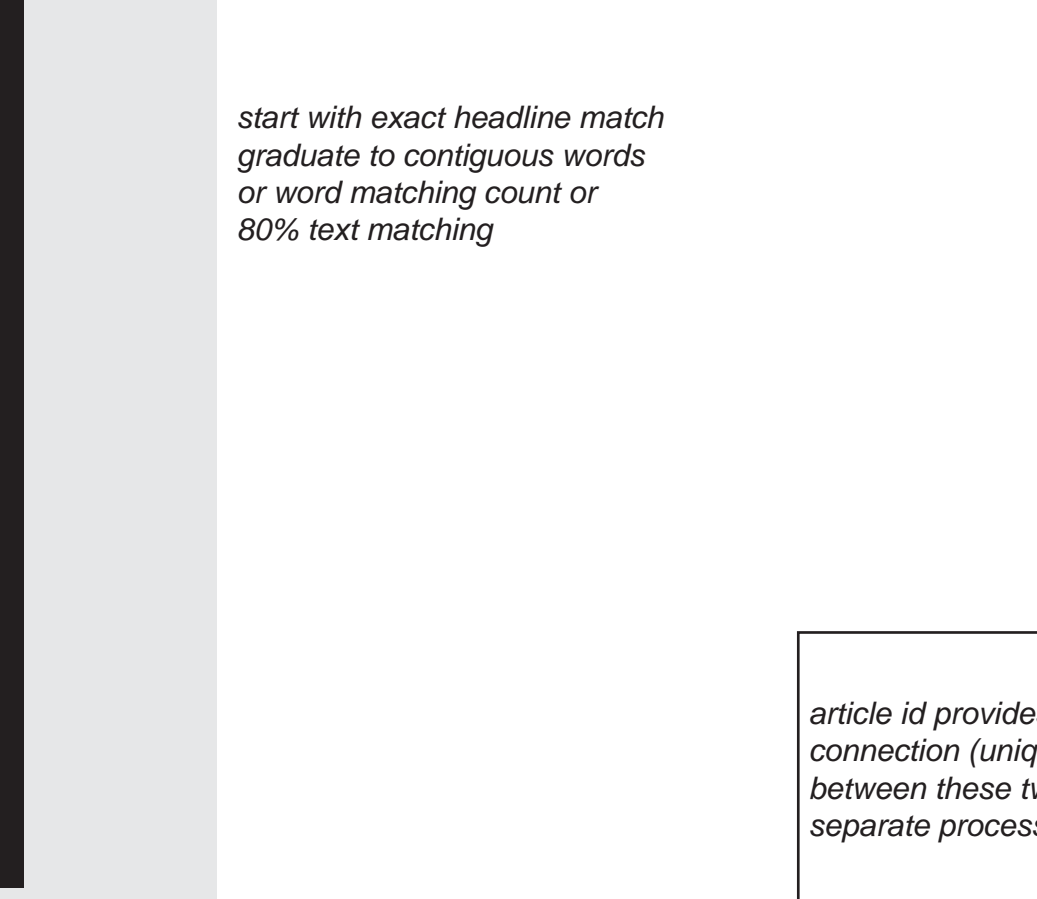 start with exact headline match
graduate to contiguous words
or word matching count or
80% text matching
article id
connection
between these
separate